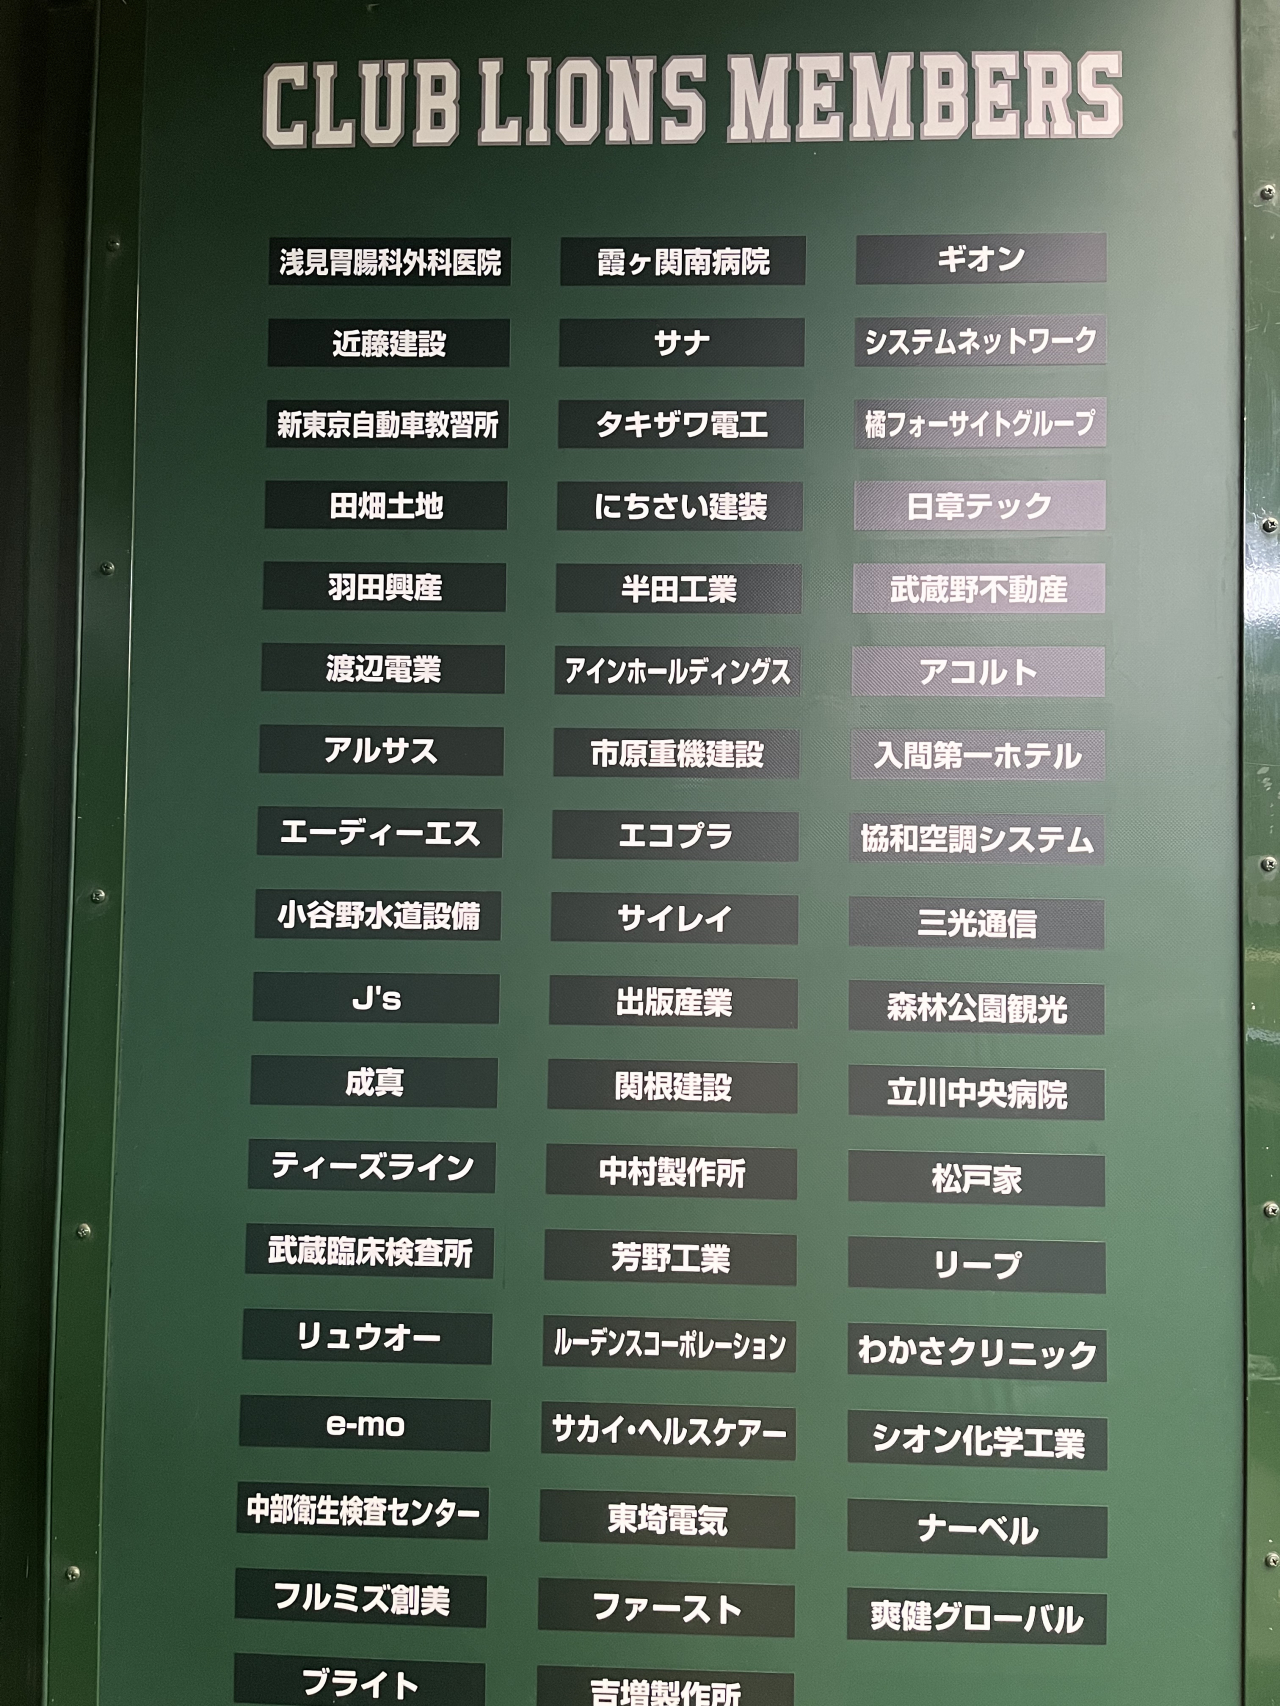 CLUB LIONS MEMBERS
浅見胃腸科外科医院
近藤建設
新東京自動車教習所
田畑土地
羽田興産
渡辺電業
アルサス
エーディーエス
小谷野水道設備
J's
成真
ティーズライン
武蔵臨床検査所
リュウオー
e-mo
中部衛生検査センター
フルミズ創美
ブライト
霞ヶ関南病院
サナ
タキザワ電工
にちさい建装
半田工業
アインホールディングス
市原重機建設
エコプラ
サイレイ
出版産業
関根建設
中村製作所
芳野工業
ルーデンスコーポレーション
サカイ・ヘルスケアー
東埼電気
ファースト
吉増製作所
ギオン
システムネットワーク
橘フォーサイトグループ
日章テック
武蔵野不動産
アコルト
入間第一ホテル
協和空調システム
三光通信
森林公園観光
立川中央病院
松戸家
リープ
わかさクリニック
シオン化学工業
ナーベル
爽健グローバル